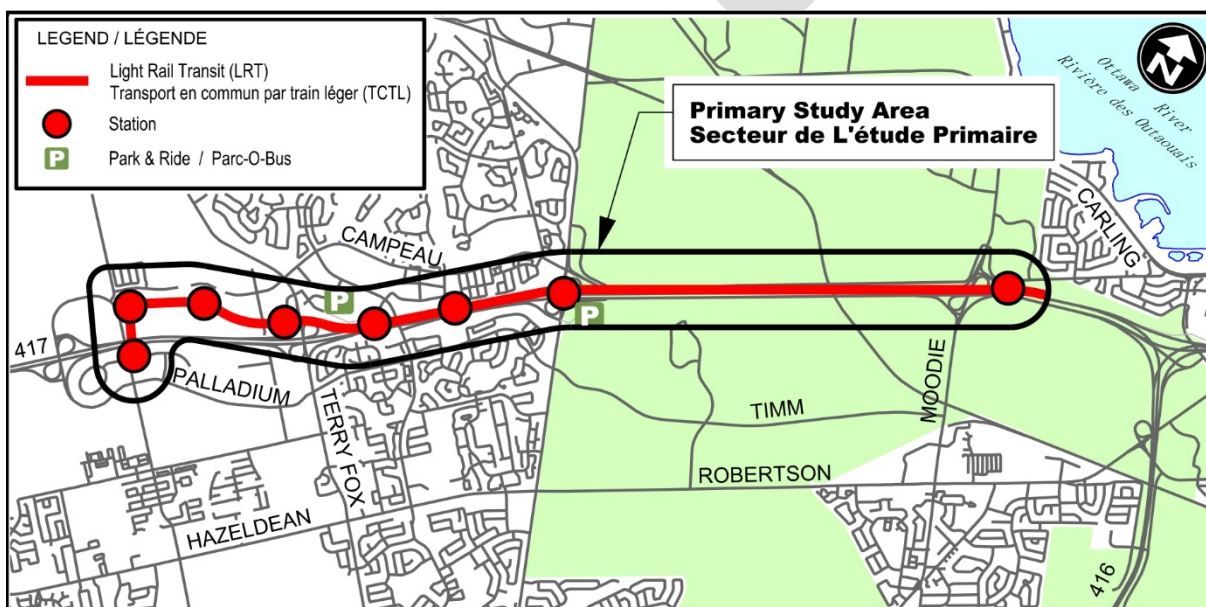 LEGEND / LÉGENDE
Light Rail Transit (LRT)
Transport en commun par train léger (TCTL)
Station
P
Park & Ride / Parc-O-Bus
Primary Study Area
Secteur de L'étude Primaire
N
Ottawa River
Rivière des Outaouais
CARLING
CAMPEAU
P
P
417
PALLADIUM
TERRY FOX
TIMM
MOODIE
ROBERTSON
HAZELDEAN
416